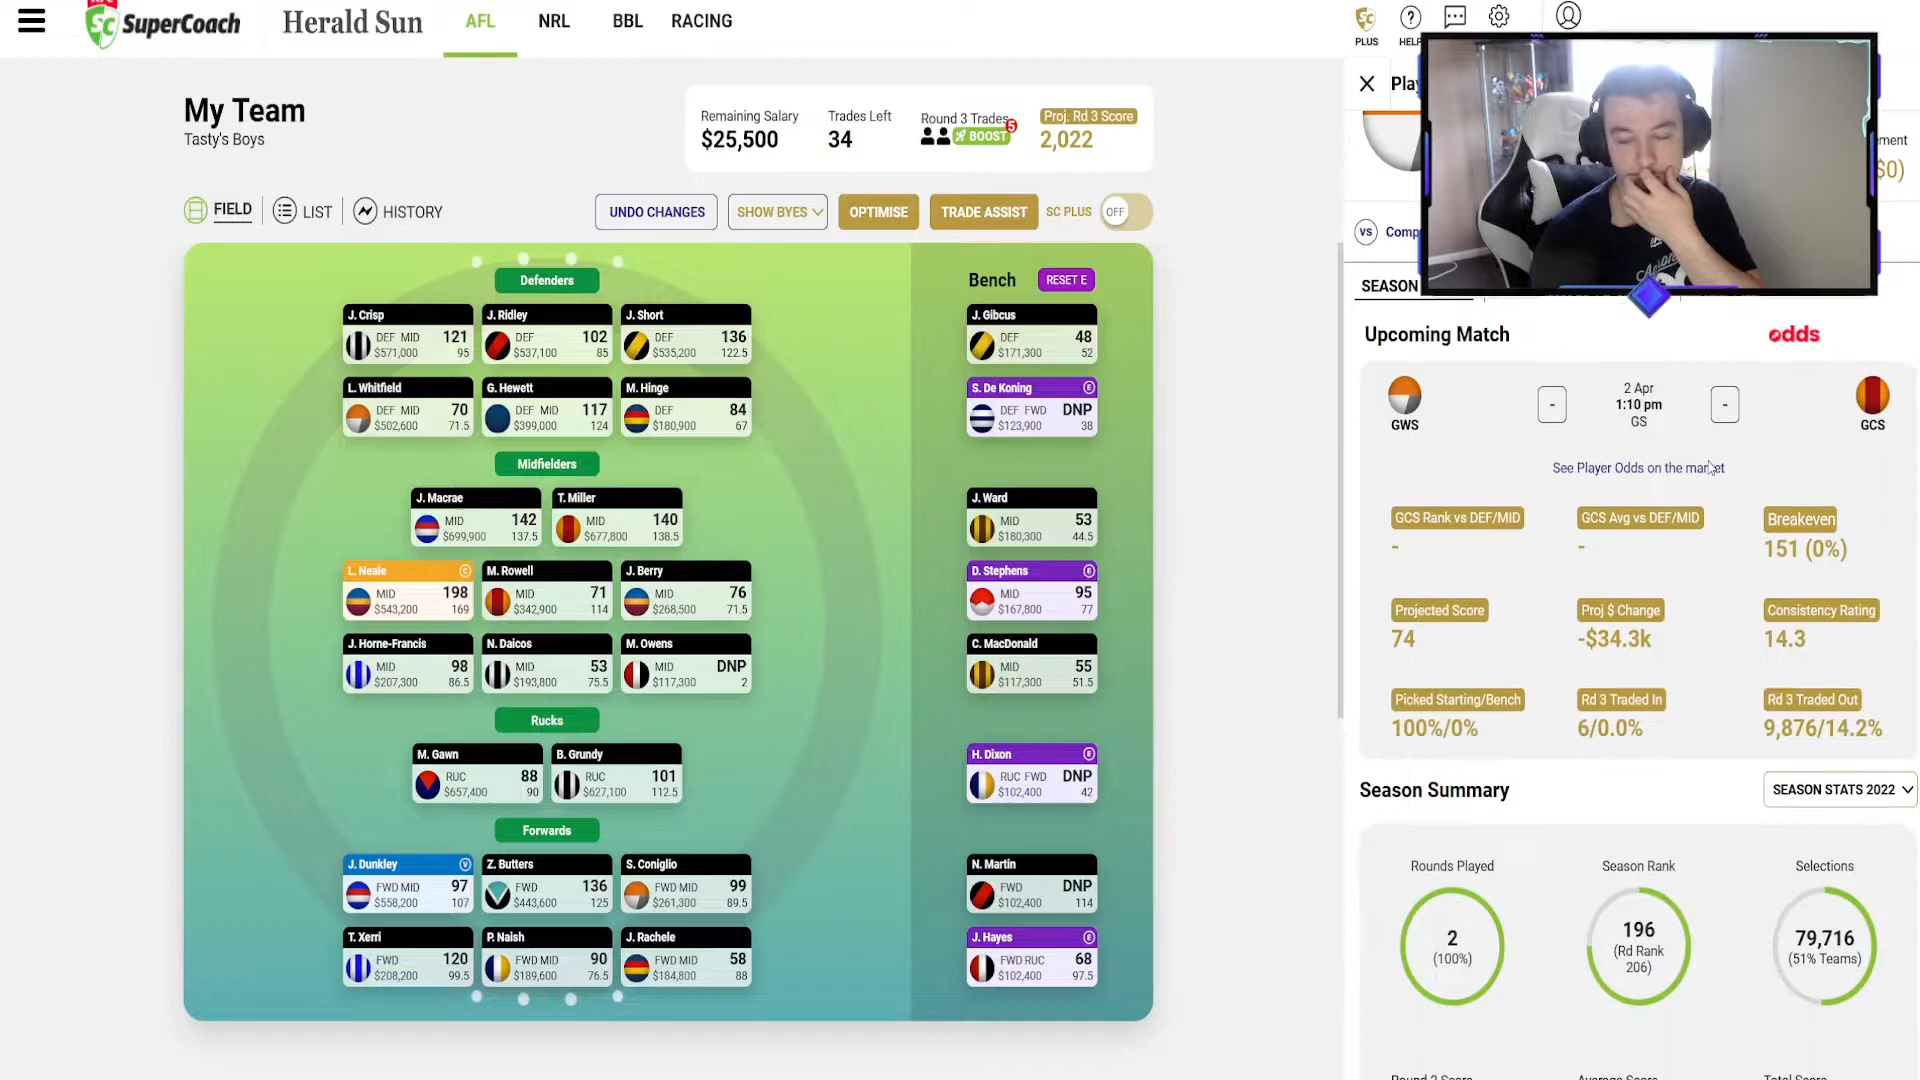 SuperCoach
Herald Sun
AFL
NRL
BBL
RACING
PLUS
HELP
My Team
Tasty's Boys
Remaining Salary
$25,500
Trades Left
34
Round 3 Trades
BOOST
5
Proj. Rd 3 Score
2,022
FIELD
LIST
HISTORY
UNDO CHANGES
SHOW BYES
OPTIMISE
TRADE ASSIST
SC PLUS
OFF
Defenders
Bench
RESET E
J. Crisp
DEF MID 121
$571,000 95
J. Ridley
DEF 102
$537,100 85
J. Short
DEF 136
$535,200 122.5
J. Gibcus
DEF 48
$171,300 52
L. Whitfield
DEF MID 70
$502,600 71.5
G. Hewett
DEF MID 117
$399,000 124
M. Hinge
DEF 84
$180,900 67
S. De Koning E
DEF FWD DNP
$123,900 38
Midfielders
J. Macrae
MID 142
$699,900 137.5
T. Miller
MID 140
$677,800 138.5
J. Ward
MID 53
$180,300 44.5
L. Neale C
MID 198
$543,200 169
M. Rowell
MID 71
$342,900 114
J. Berry
MID 76
$268,500 71.5
D. Stephens E
MID 95
$167,800 77
J. Horne-Francis
MID 98
$207,300 86.5
N. Daicos
MID 53
$193,800 75.5
M. Owens
MID DNP
$117,300 2
C. MacDonald
MID 55
$117,300 51.5
Rucks
M. Gawn
RUC 88
$657,400 90
B. Grundy
RUC 101
$627,100 112.5
H. Dixon E
RUC FWD DNP
$102,400 42
Forwards
J. Dunkley V
FWD MID 97
$558,200 107
Z. Butters
FWD 136
$443,600 125
S. Coniglio
FWD MID 99
$261,300 89.5
N. Martin
FWD DNP
$102,400 114
T. Xerri
FWD 120
$208,200 99.5
P. Naish
FWD MID 90
$189,600 76.5
J. Rachele
FWD MID 58
$184,800 88
J. Hayes E
FWD RUC 68
$102,400 97.5
Play
$0)
VS Comp
SEASON
Upcoming Match
odds
GWS
-
2 Apr
1:10 pm
GS
-
GCS
See Player Odds on the market
GCS Rank vs DEF/MID
-
GCS Avg vs DEF/MID
-
Breakeven
151 (0%)
Projected Score
74
Proj $ Change
-$34.3k
Consistency Rating
14.3
Picked Starting/Bench
100%/0%
Rd 3 Traded In
6/0.0%
Rd 3 Traded Out
9,876/14.2%
Season Summary
SEASON STATS 2022
Rounds Played
2
(100%)
Season Rank
196
(Rd Rank
206)
Selections
79,716
(51% Teams)